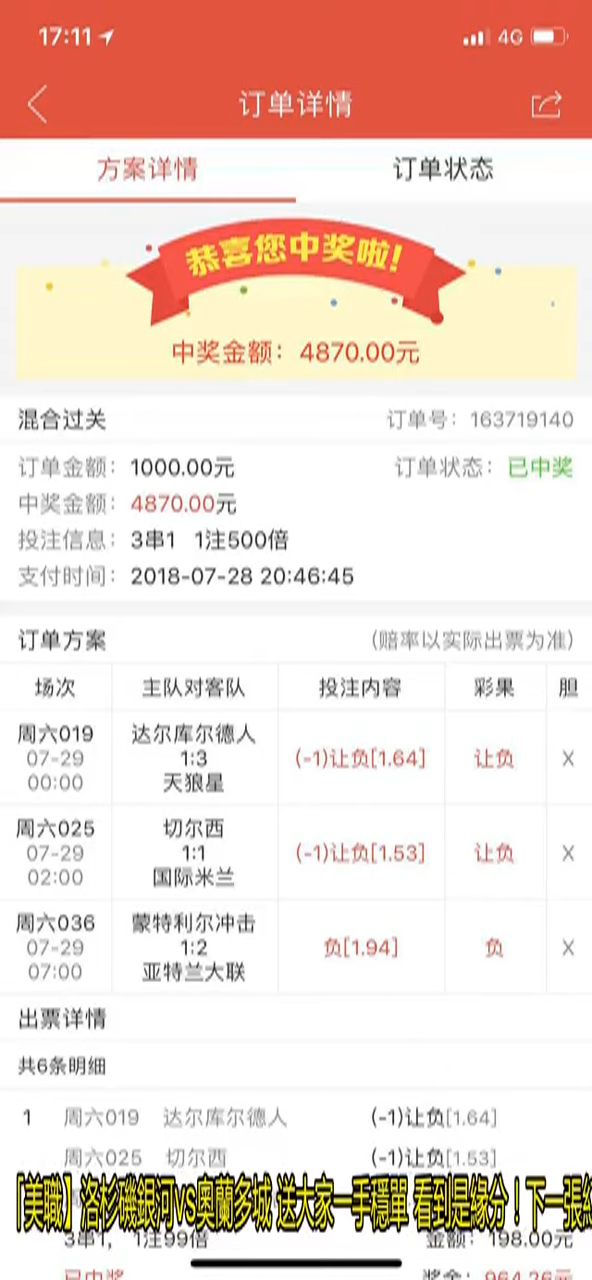 17:11 4G
订单详情
方案详情 订单状态
恭喜您中奖啦!
中奖金额：4870.00元
混合过关 订单号：163719140
订单金额：1000.00元 订单状态：已中奖
中奖金额：4870.00元
投注信息：3串1 1注500倍
支付时间：2018-07-28 20:46:45
订单方案 (赔率以实际出票为准)
场次 主队对客队 投注内容 彩果 胆
周六019 达尔库尔德人
07-29 1:3 (-1)让负[1.64] 让负 X
00:00 天狼星
周六025 切尔西
07-29 1:1 (-1)让负[1.53] 让负 X
02:00 国际米兰
周六036 蒙特利尔冲击
07-29 1:2 负[1.94] 负 X
07:00 亚特兰大联
出票详情
共6条明细
1 周六019 达尔库尔德人 (-1)让负[1.64]
周六025 切尔西 (-1)让负[1.53]
「美職】洛杉磯銀河vs奧蘭多城 送大家一手穩單 看到是緣分！下一張
3串1, 1注99倍 金额：198.00元
已中奖 奖金：964.26元